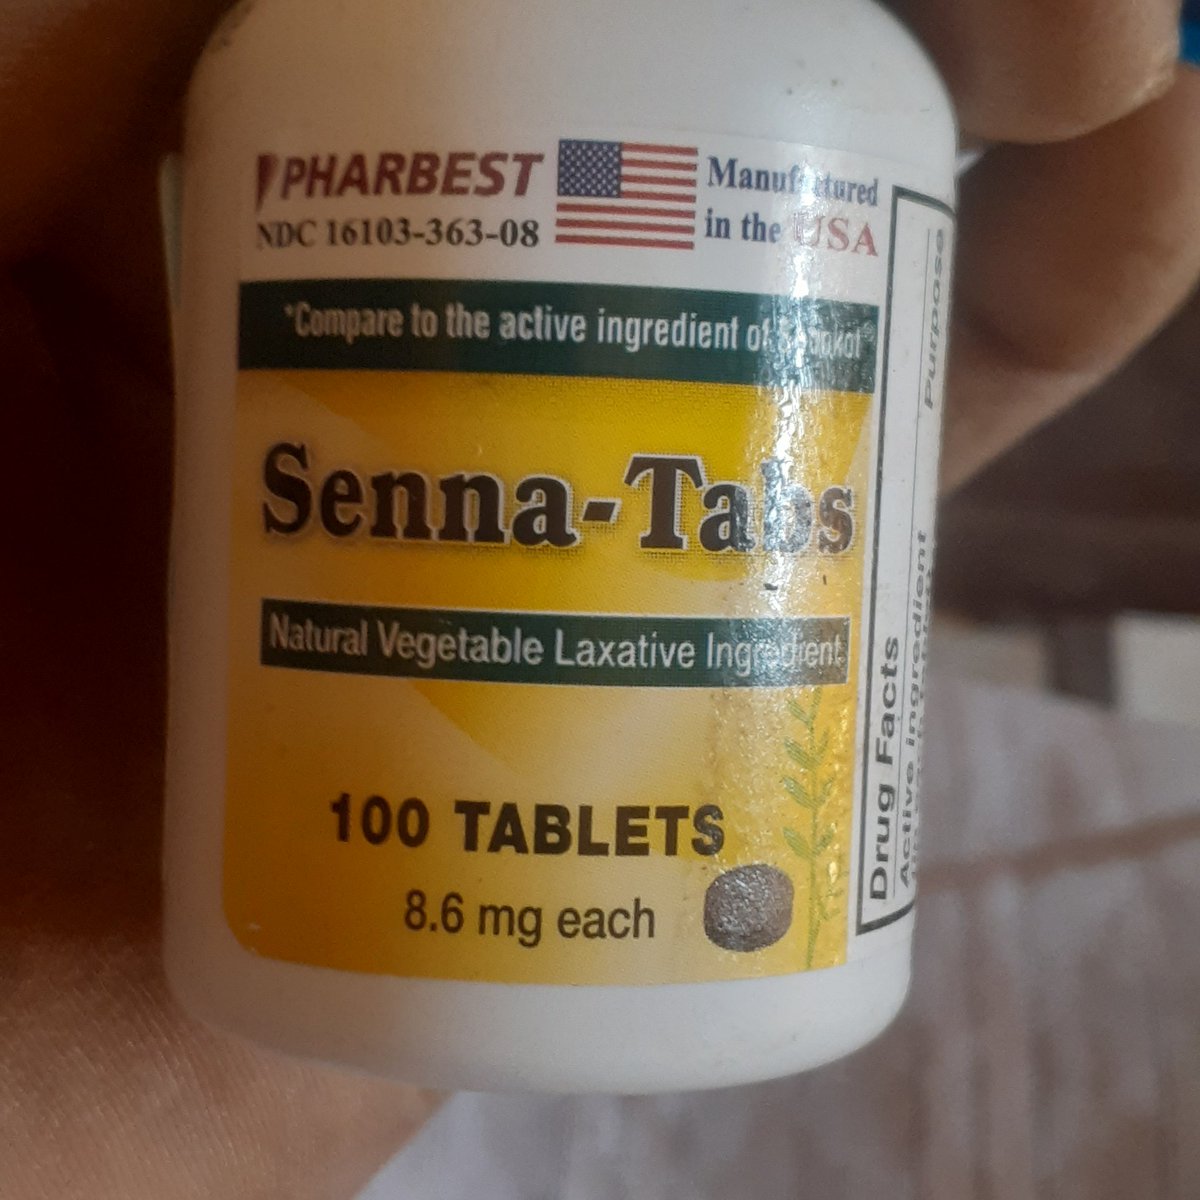 PHARBEST
NDC 16103-363-08
Manufactured
in the USA
*Compare to the active ingredient of Senokot®
Senna-Tabs
Natural Vegetable Laxative Ingredient
100 TABLETS
8.6 mg each
Drug Facts
Active ingredient
Purpose